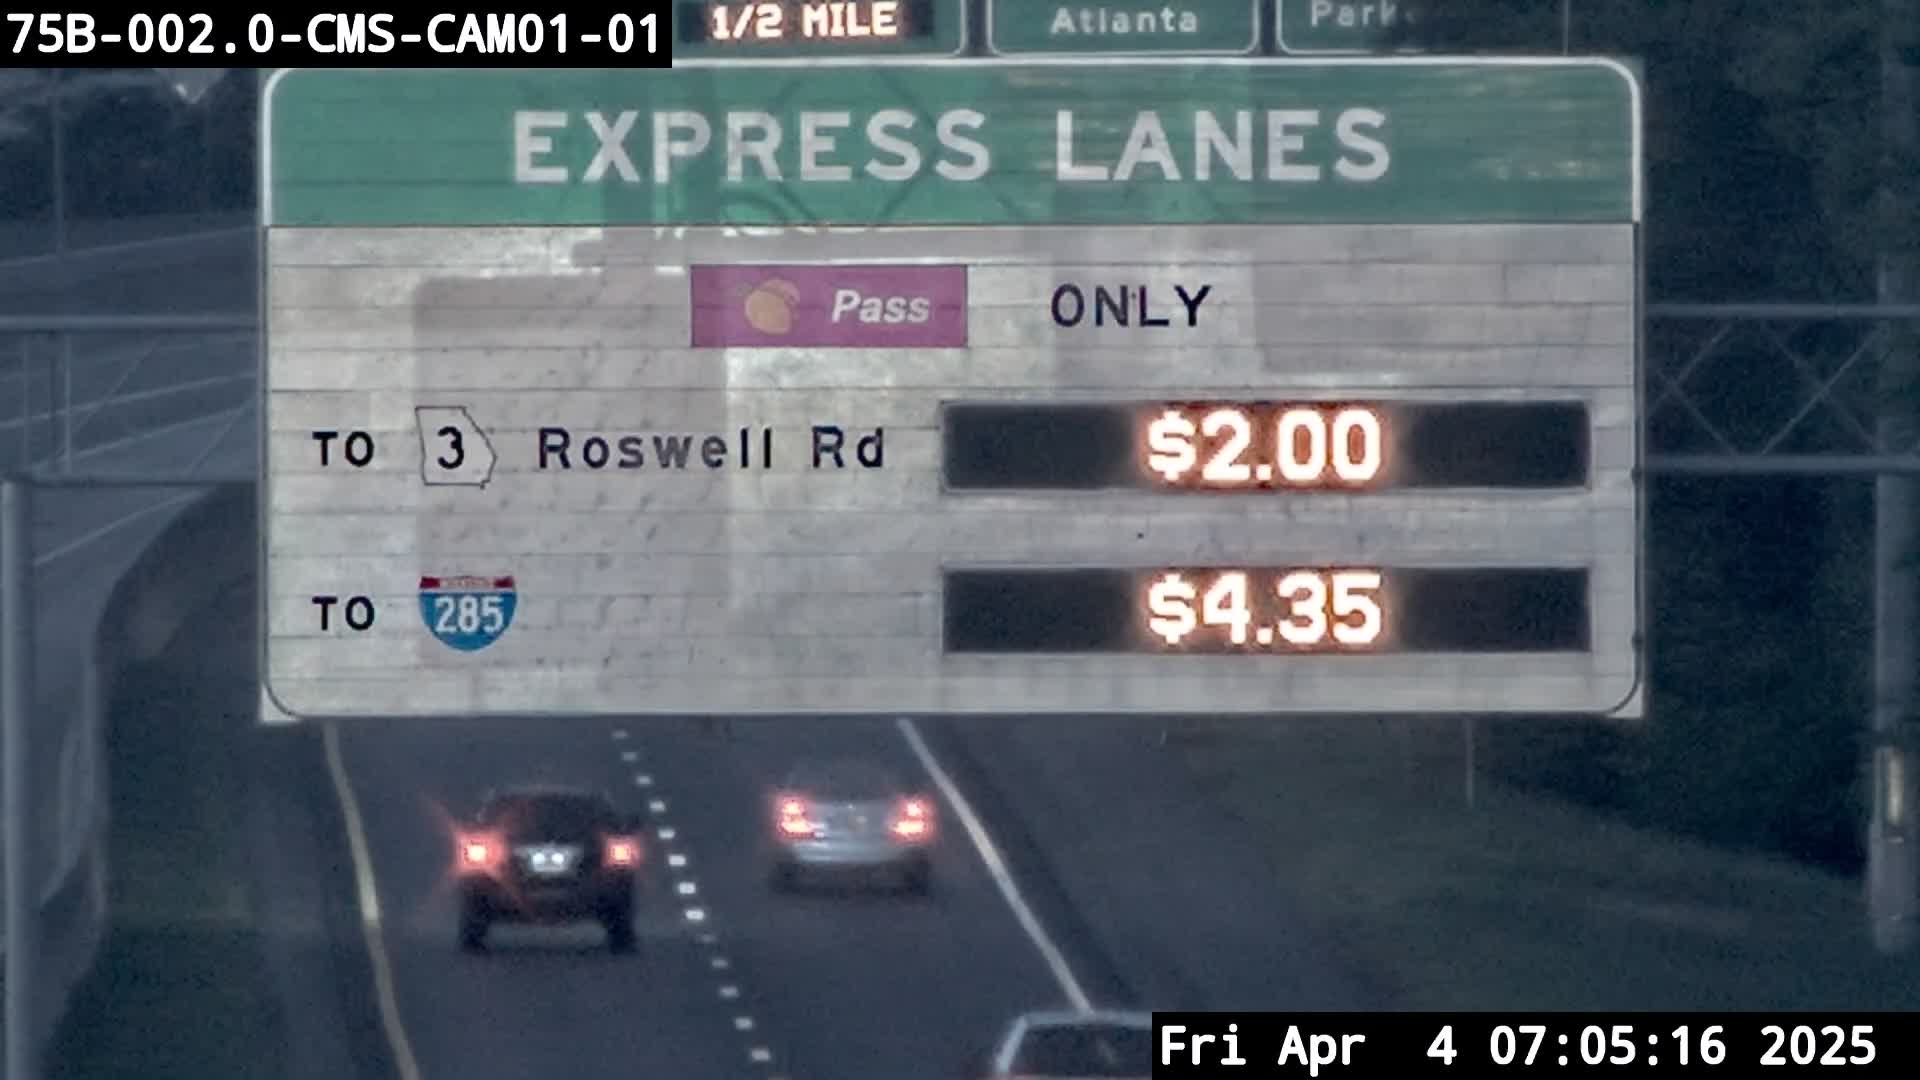 75B-002.0-CMS-CAM01-01
1/2 MILE
Atlanta
Park
EXPRESS LANES
Pass ONLY
TO 3 Roswell Rd $2.00
TO 285 $4.35
Fri Apr 4 07:05:16 2025